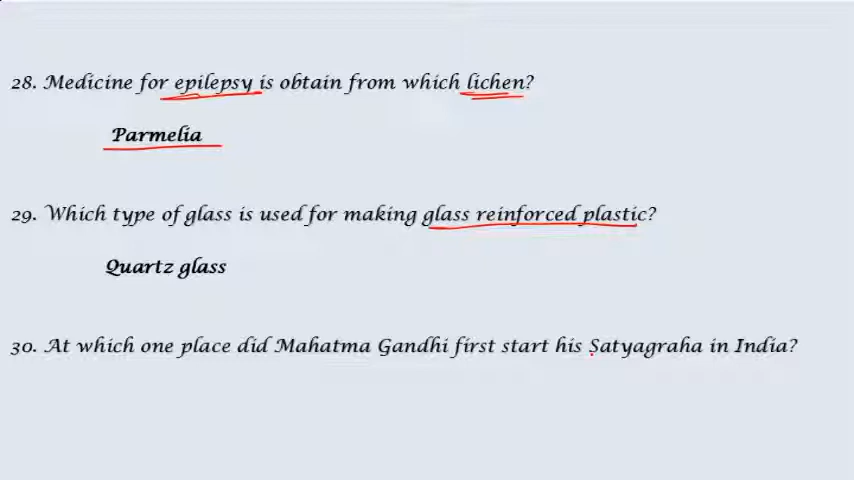 28. Medicine for epilepsy is obtain from which lichen?
Parmelia
29. Which type of glass is used for making glass reinforced plastic?
Quartz glass
30. At which one place did Mahatma Gandhi first start his Satyagraha in India?